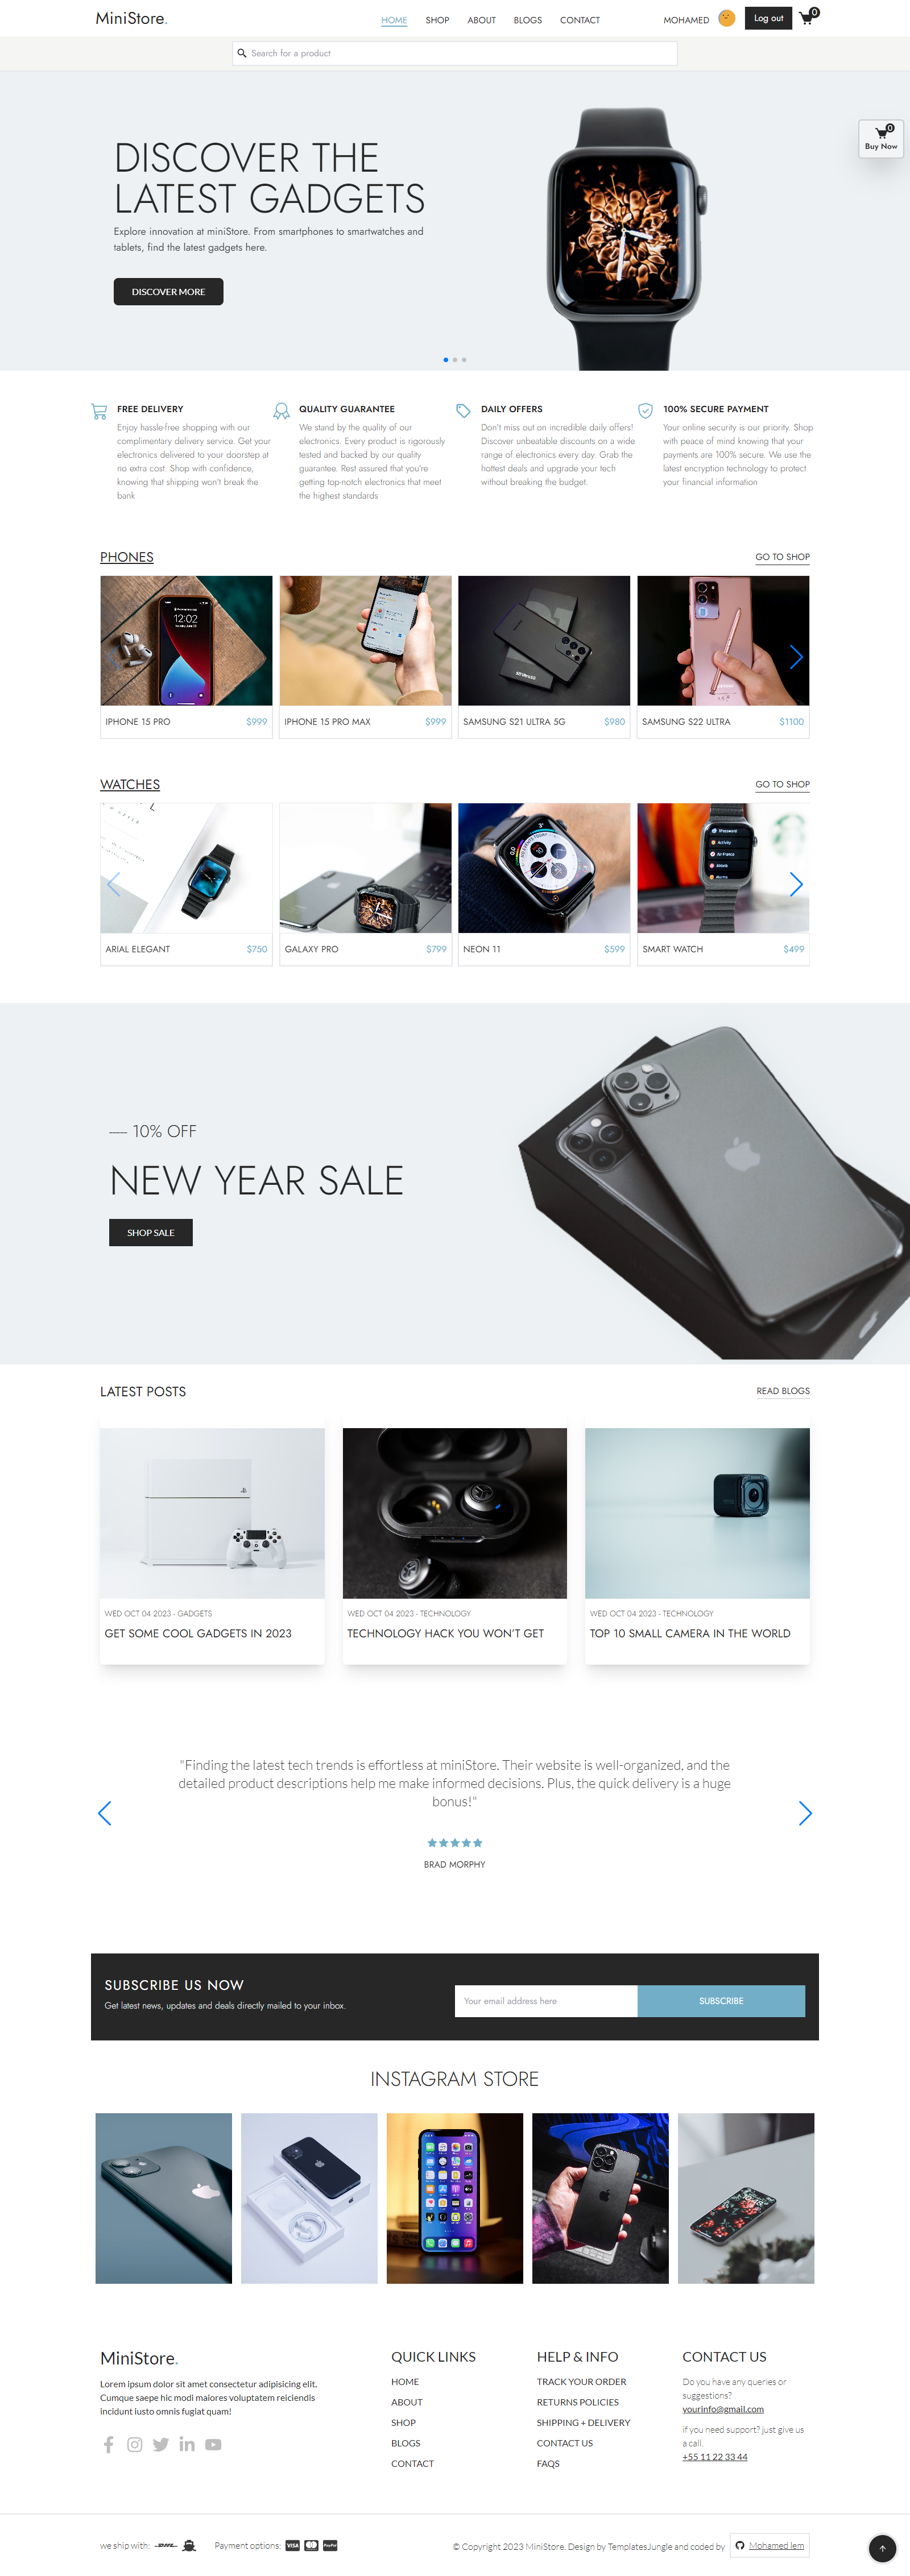 MiniStore.
HOME SHOP ABOUT BLOGS CONTACT
MOHAMED
Log out
0
Search for a product
0
Buy Now
DISCOVER THE
LATEST GADGETS
Explore innovation at miniStore. From smartphones to smartwatches and
tablets, find the latest gadgets here.
DISCOVER MORE
FREE DELIVERY
Enjoy hassle-free shopping with our
complimentary delivery service. Get your
electronics delivered to your doorstep at
no extra cost. Shop with confidence,
knowing that shipping won't break the
bank
QUALITY GUARANTEE
We stand by the quality of our
electronics. Every product is rigorously
tested and backed by our quality
guarantee. Rest assured that you're
getting top-notch electronics that meet
the highest standards
DAILY OFFERS
Don't miss out on incredible daily offers!
Discover unbeatable discounts on a wide
range of electronics every day. Grab the
hottest deals and upgrade your tech
without breaking the budget.
100% SECURE PAYMENT
Your online security is our priority. Shop
with peace of mind knowing that your
payments are 100% secure. We use the
latest encryption technology to protect
your financial information
PHONES
GO TO SHOP
12:02
IPHONE 15 PRO $999
IPHONE 15 PRO MAX $999
SAMSUNG S21 ULTRA 5G $980
SAMSUNG S22 ULTRA $1100
WATCHES
GO TO SHOP
1Password
Activity
Air France
Airbnb
Alarms
ARIAL ELEGANT $750
GALAXY PRO $799
NEON 11 $599
SMART WATCH $499
---- 10% OFF
NEW YEAR SALE
SHOP SALE
LATEST POSTS
READ BLOGS
WED OCT 04 2023 - GADGETS
GET SOME COOL GADGETS IN 2023
WED OCT 04 2023 - TECHNOLOGY
TECHNOLOGY HACK YOU WON'T GET
WED OCT 04 2023 - TECHNOLOGY
TOP 10 SMALL CAMERA IN THE WORLD
"Finding the latest tech trends is effortless at miniStore. Their website is well-organized, and the
detailed product descriptions help me make informed decisions. Plus, the quick delivery is a huge
bonus!"
BRAD MORPHY
SUBSCRIBE US NOW
Get latest news, updates and deals directly mailed to your inbox.
Your email address here
SUBSCRIBE
INSTAGRAM STORE
MiniStore.
Lorem ipsum dolor sit amet consectetur adipisicing elit.
Cumque saepe hic modi maiores voluptatem reiciendis
incidunt iusto omnis fugiat quam!
QUICK LINKS
HOME
ABOUT
SHOP
BLOGS
CONTACT
HELP & INFO
TRACK YOUR ORDER
RETURNS POLICIES
SHIPPING + DELIVERY
CONTACT US
FAQS
CONTACT US
Do you have any queries or
suggestions?
yourinfo@gmail.com
if you need support? just give us
a call.
+55 11 22 33 44
we ship with: DHL
Payment options: VISA PayPal
© Copyright 2023 MiniStore. Design by TemplatesJungle and coded by
Mohamed lem